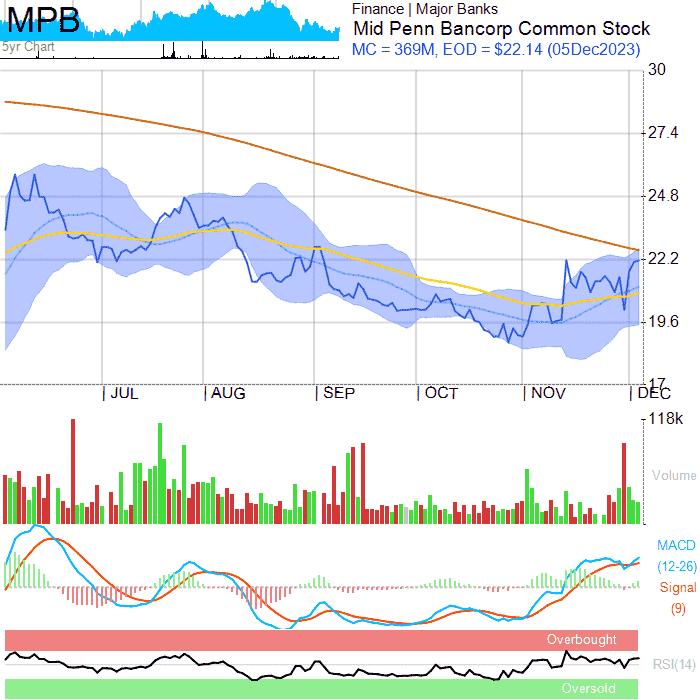 MPB
5yr Chart
Finance | Major Banks
Mid Penn Bancorp Common Stock
MC = 369M, EOD = $22.14 (05Dec2023)
30
27.4
24.8
22.2
19.6
17
JUL AUG SEP OCT NOV DEC
118k
Volume
MACD
(12-26)
Signal
(9)
Overbought
RSI(14)
Oversold